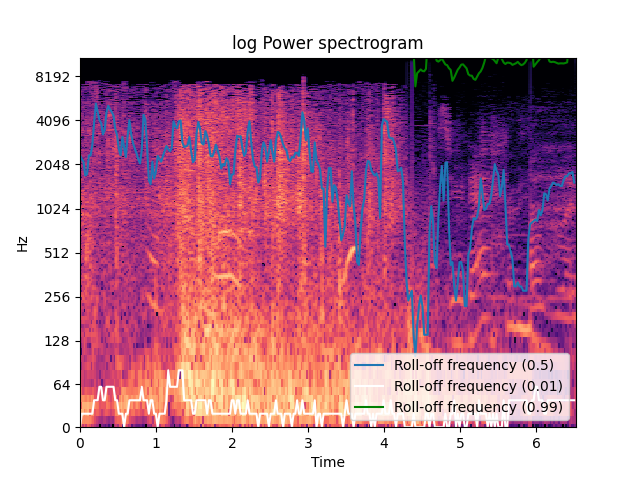 log Power spectrogram
Hz
8192
4096
2048
1024
512
256
128
64
0
Roll-off frequency (0.5)
Roll-off frequency (0.01)
Roll-off frequency (0.99)
0 1 2 3 4 5 6
Time